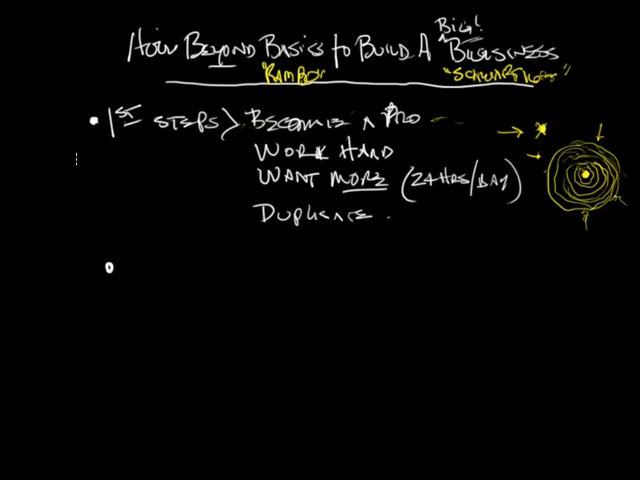 Big!
How Beyond Basics to Build A Busisness
"RAMBO"
• 1st STEPS > Become A Pro
WORK HARD
WANT MORE (24 HRS/DAY)
Duplicate.